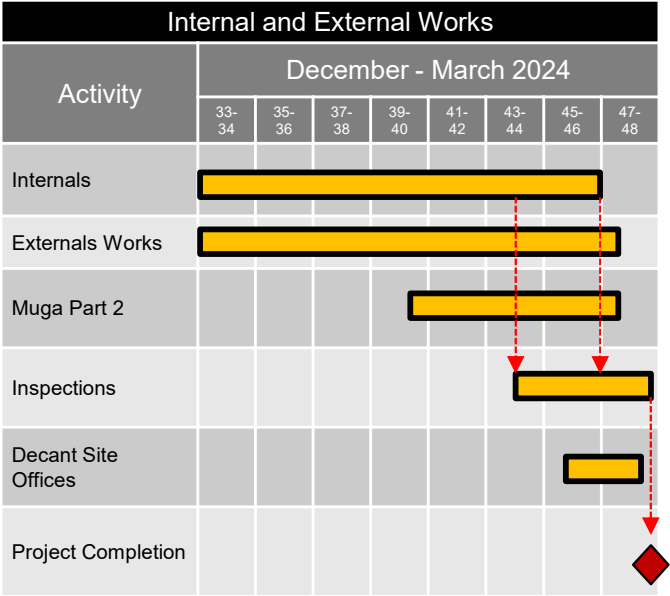 Internal and External Works
Activity
December - March 2024
33-
34
35-
36
37-
38
39-
40
41-
42
43-
44
45-
46
47-
48
Internals
Externals Works
Muga Part 2
Inspections
Decant Site
Offices
Project Completion